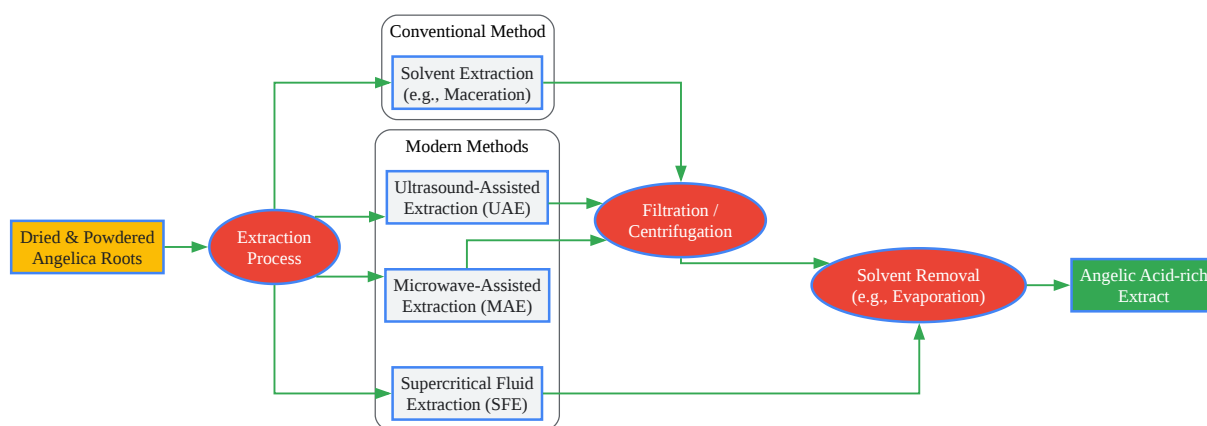 Conventional Method
Solvent Extraction
(e.g., Maceration)
Modern Methods
Ultrasound-Assisted
Extraction (UAE)
Dried & Powdered
Angelica Roots
Extraction
Process
Filtration /
Centrifugation
Microwave-Assisted
Extraction (MAE)
Solvent Removal
(e.g., Evaporation)
Angelic Acid-rich
Extract
Supercritical Fluid
Extraction (SFE)